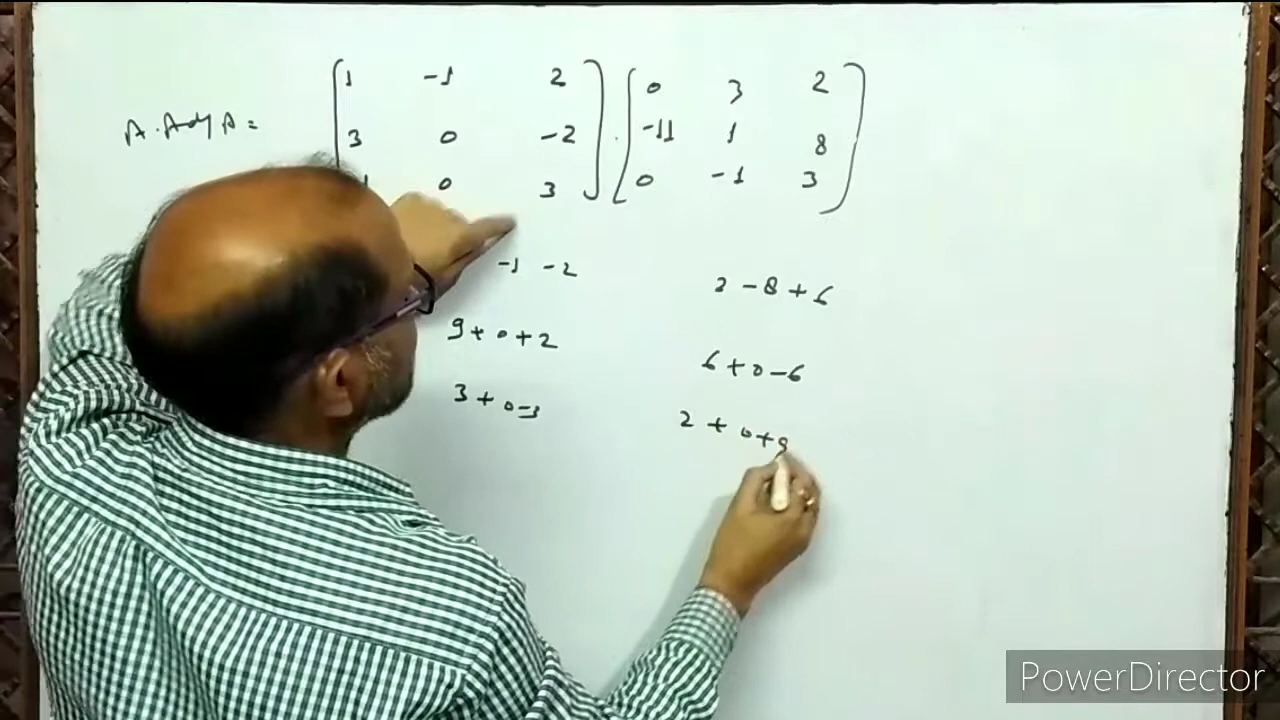 A. Adj A = [1 -1 2] . [0 3 2]
[3 0 -2] [-11 1 8]
0 3] [0 -1 3]
-1 -2 2 - 8 + 6
9 + 0 + 2 6 + 0 - 6
3 + 0 - 3 2 + 0 + 9
PowerDirector